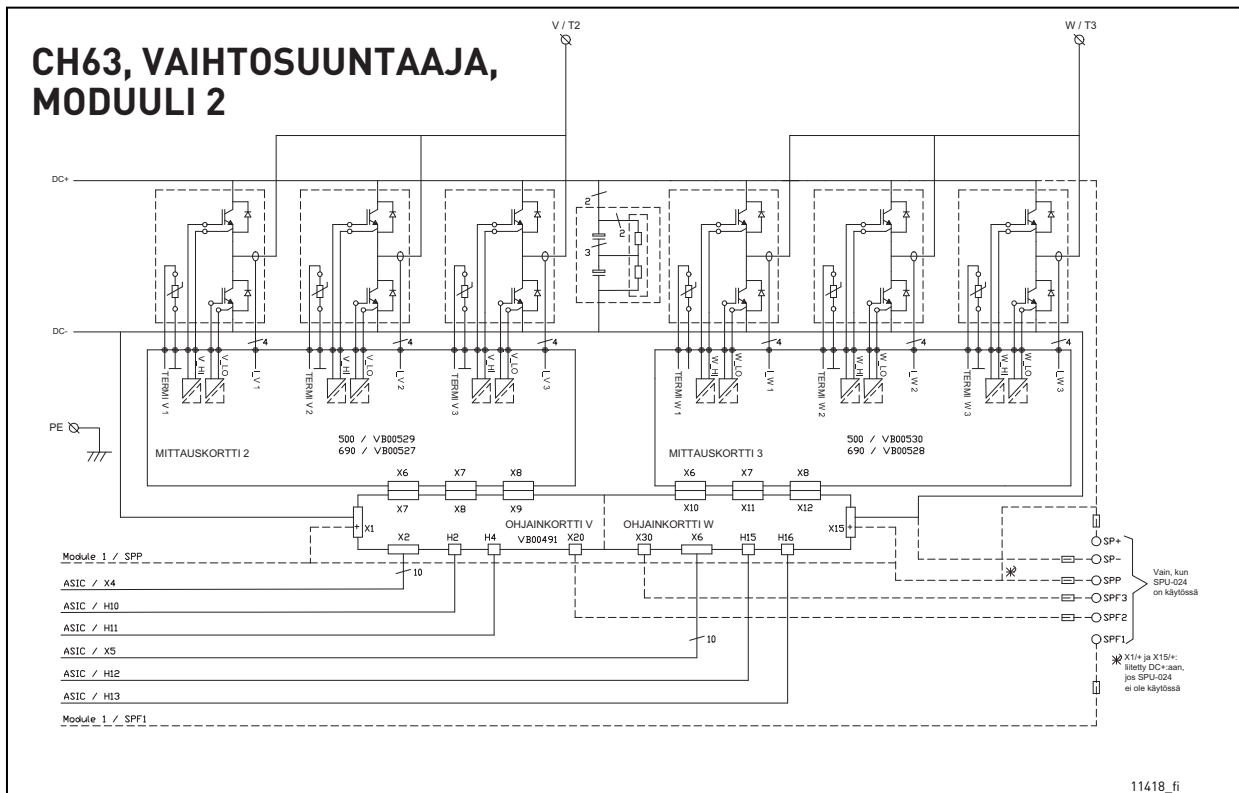 V / T2
W / T3
CH63, VAIHTOSUUNTAAJA,
MODUULI 2
DC+
2
2
3
DC-
4
4
4
4
4
4
TERMI V 1
V_HI
V_LO
I_V 1
TERMI V 2
V_HI
V_LO
I_V 2
TERMI V 3
V_HI
V_LO
I_V 3
TERMI W 1
W_HI
W_LO
I_W 1
TERMI W 2
W_HI
W_LO
I_W 2
TERMI W 3
W_HI
W_LO
I_W 3
PE
MITTAUSKORTTI 2
500 / VB00529
690 / VB00527
MITTAUSKORTTI 3
500 / VB00530
690 / VB00528
X6 X7 X8
X7 X8 X9
X6 X7 X8
X10 X11 X12
+ X1
OHJAINKORTTI V
VB00491
OHJAINKORTTI W
X15 +
X2 H2 H4 X20 X30 X6 H15 H16
Module 1 / SPP
10
ASIC / X4
ASIC / H10
ASIC / H11
10
ASIC / X5
ASIC / H12
ASIC / H13
Module 1 / SPF1
SP+
SP-
SPP
SPF3
SPF2
SPF1
Vain, kun
SPU-024
on käytössä
X1/+ ja X15/+:
liitetty DC+:aan,
jos SPU-024
ei ole käytössä
11418_fi